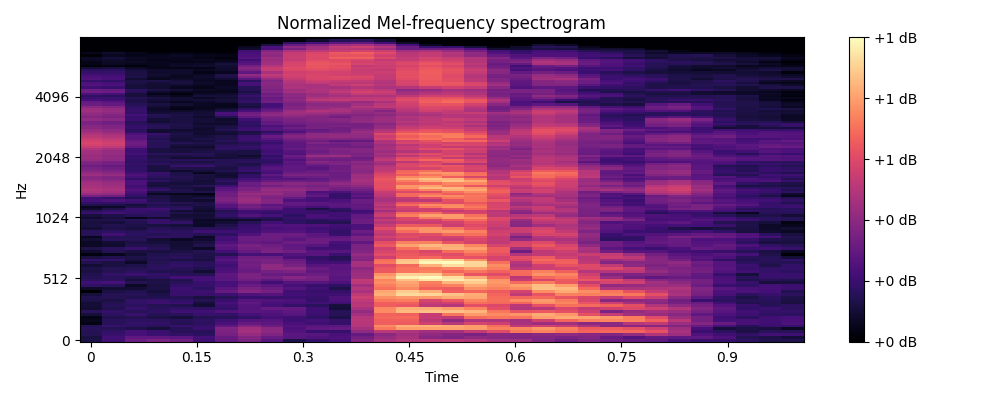 Normalized Mel-frequency spectrogram
Hz
4096
2048
1024
512
0
0 0.15 0.3 0.45 0.6 0.75 0.9
Time
+1 dB
+1 dB
+1 dB
+0 dB
+0 dB
+0 dB